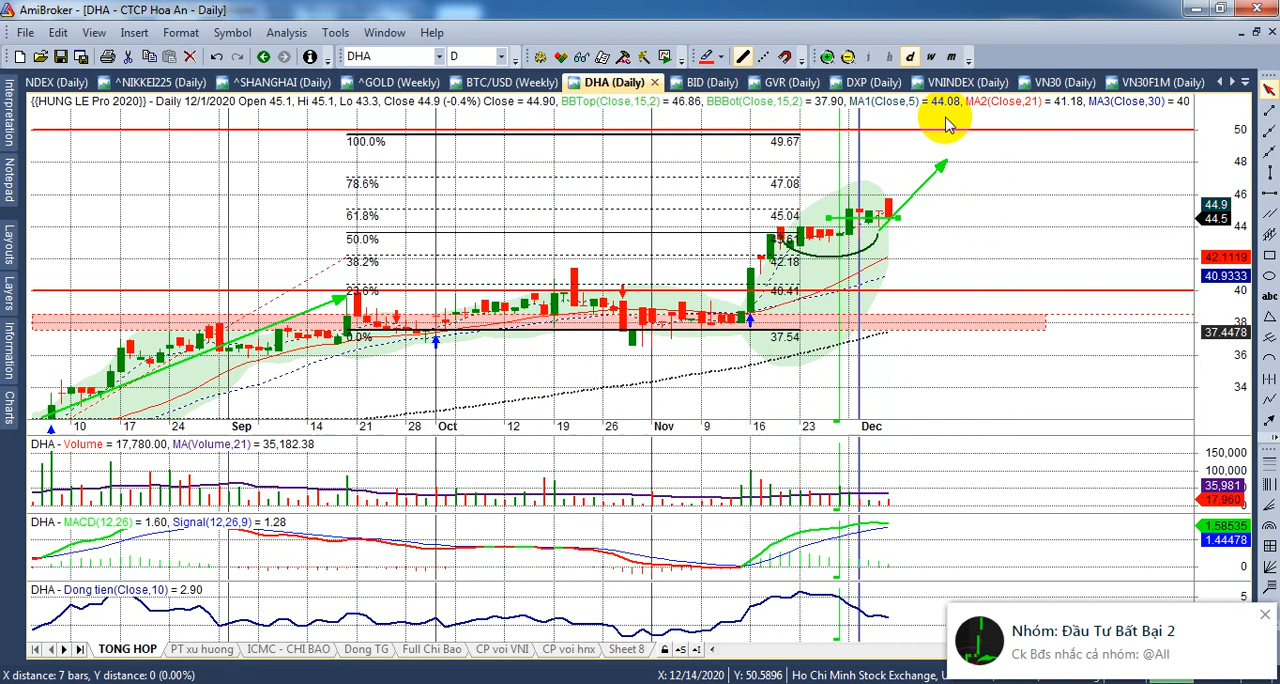 AmiBroker - [DHA - CTCP Hoa An - Daily]
File Edit View Insert Format Symbol Analysis Tools Window Help
DHA D i h d w m
NDEX (Daily) ^NIKKEI225 (Daily) ^SHANGHAI (Daily) ^GOLD (Weekly) BTC/USD (Weekly) DHA (Daily) BID (Daily) GVR (Daily) DXP (Daily) VNINDEX (Daily) VN30 (Daily) VN30F1M (Daily)
{{HUNG LE Pro 2020}} - Daily 12/1/2020 Open 45.1, Hi 45.1, Lo 43.3, Close 44.9 (-0.4%) Close = 44.90, BBTop(Close,15,2) = 46.86, BBBot(Close,15,2) = 37.90, MA1(Close,5) = 44.08, MA2(Close,21) = 41.18, MA3(Close,30) = 40
Interpretation
Notepad
Layouts
Layers
Information
Charts
abc
100.0% 49.67
78.6% 47.08
61.8% 45.04
50.0%
38.2% 42.18
23.6% 40.41
0.0% 37.54
50
48
46
44.9
44.5
44
42.1119
40.9333
40
38
37.4478
36
34
10 17 24 Sep 14 21 28 Oct 12 19 26 Nov 9 16 23 Dec
DHA - Volume = 17,780.00, MA(Volume,21) = 35,182.38
150,000
100,000
35,981
17,960
0
DHA - MACD(12,26) = 1.60, Signal(12,26,9) = 1.28
1.58535
1.44478
0
DHA - Dong tien(Close,10) = 2.90
5
Nhóm: Đầu Tư Bất Bại 2
Ck Bđs nhắc cả nhóm: @All
TONG HOP PT xu huong ICMC - CHI BAO Dong TG Full Chi Bao CP voi VNI CP voi hnx Sheet 8
X distance: 7 bars, Y distance: 0 (0.00%) X: 12/14/2020 Y: 50.5896 Ho Chi Minh Stock Exchange, U